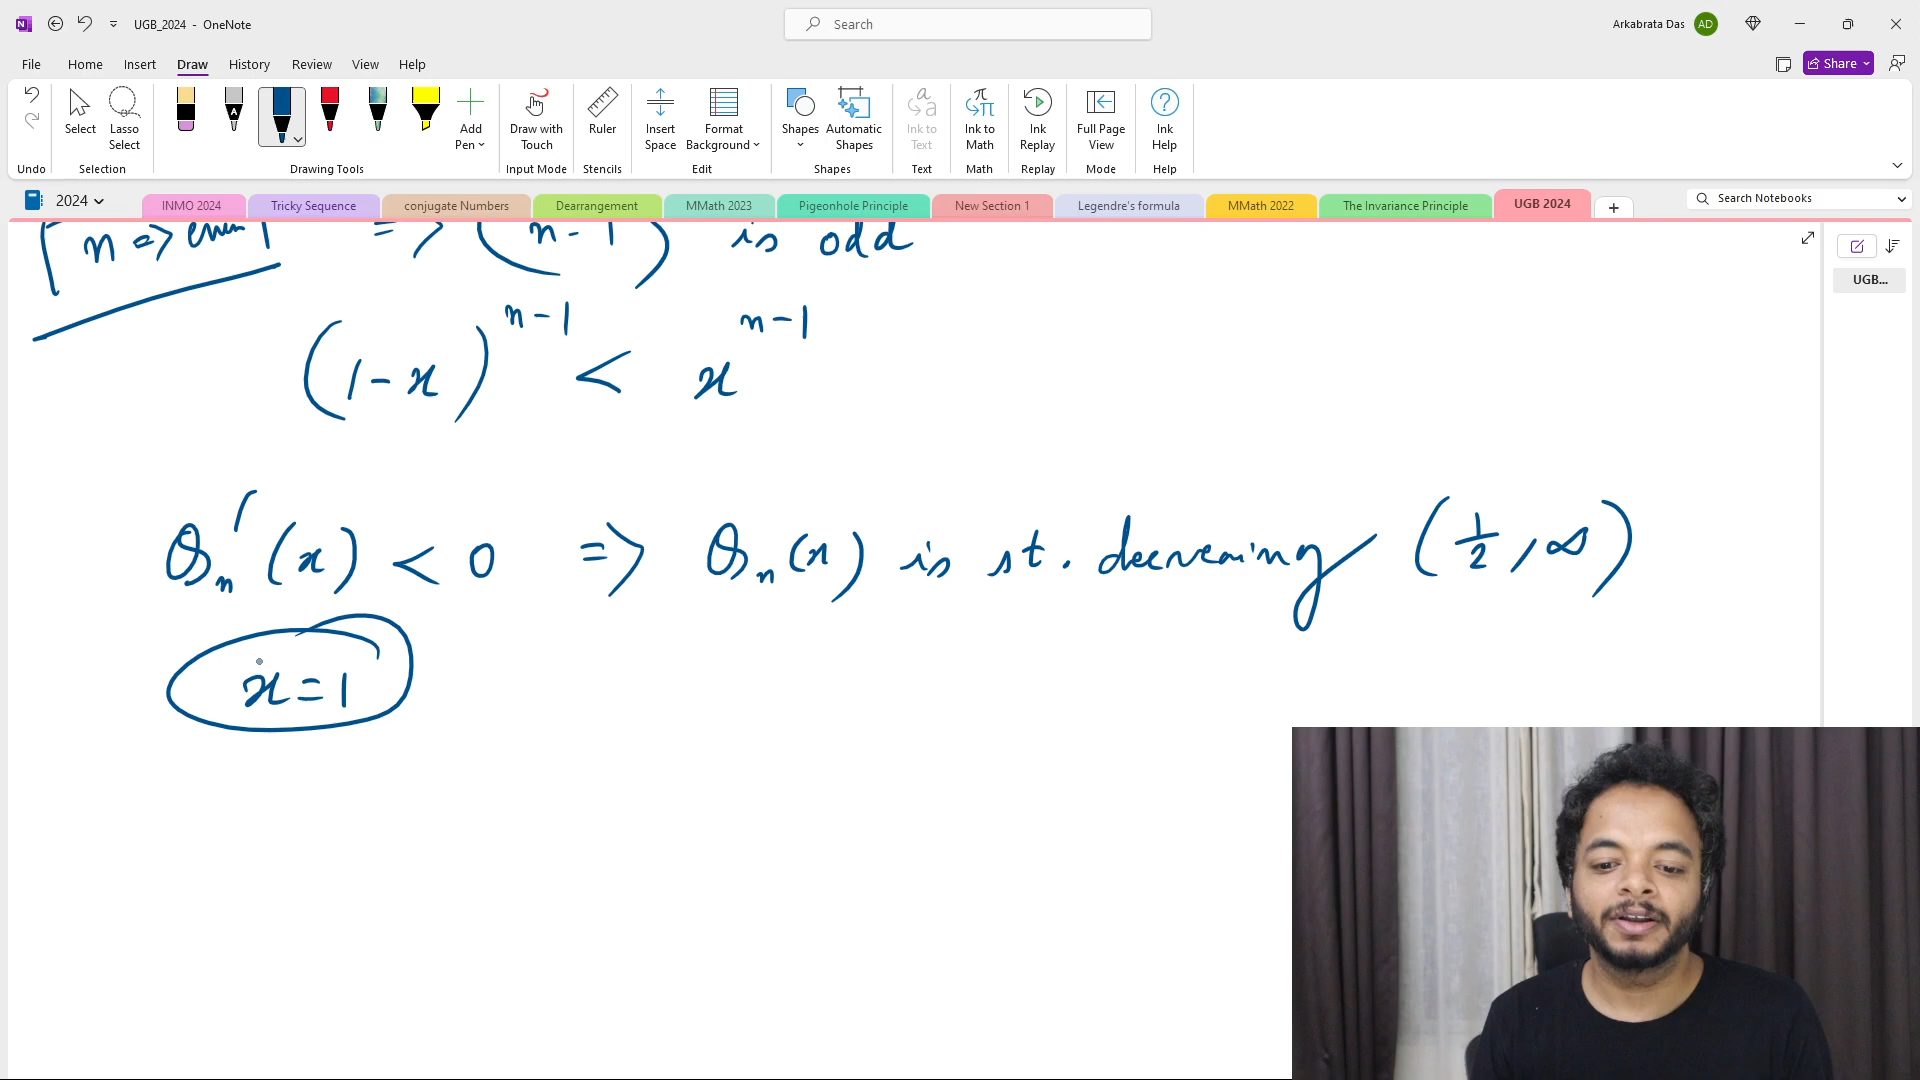 UGB_2024 - OneNote
Search
Arkabrata Das
AD
File Home Insert Draw History Review View Help
Share
Select
Lasso Select
A
Add Pen
Draw with Touch
Ruler
Insert Space
Format Background
Shapes
Automatic Shapes
Ink to Text
Ink to Math
Ink Replay
Full Page View
Ink Help
Undo Selection Drawing Tools Input Mode Stencils Edit Shapes Text Math Replay Mode Help
2024
INMO 2024
Tricky Sequence
conjugate Numbers
Dearrangement
MMath 2023
Pigeonhole Principle
New Section 1
Legendre's formula
MMath 2022
The Invariance Principle
UGB 2024
+
Search Notebooks
UGB...
n => even => (n-1) is odd
(1-x)^{n-1} < x^{n-1}
Q_n'(x) < 0 => Q_n(x) is st. decreasing (1/2, ∞)
x = 1